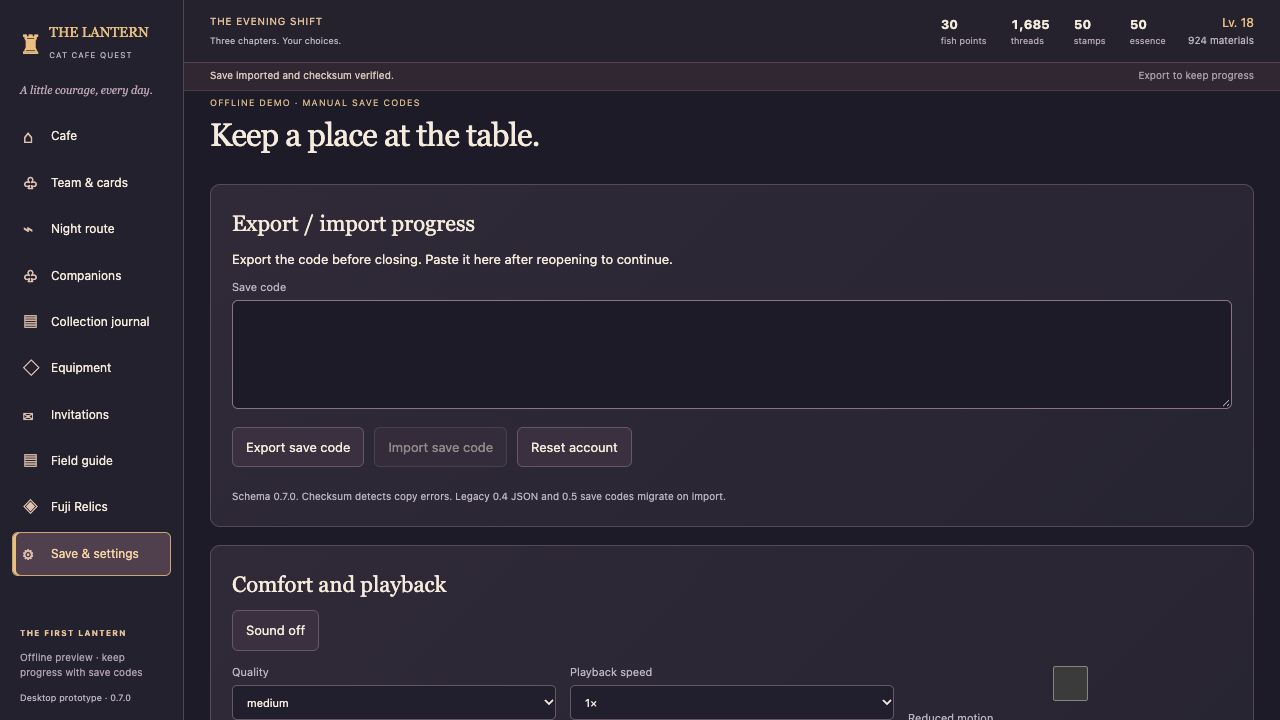 THE LANTERN
CAT CAFE QUEST
A little courage, every day.
Cafe
Team & cards
Night route
Companions
Collection journal
Equipment
Invitations
Field guide
Fuji Relics
Save & settings
THE FIRST LANTERN
Offline preview · keep
progress with save codes
Desktop prototype · 0.7.0
THE EVENING SHIFT
Three chapters. Your choices.
30
fish points
1,685
threads
50
stamps
50
essence
Lv. 18
924 materials
Save imported and checksum verified.
Export to keep progress
OFFLINE DEMO · MANUAL SAVE CODES
Keep a place at the table.
Export / import progress
Export the code before closing. Paste it here after reopening to continue.
Save code
Export save code
Import save code
Reset account
Schema 0.7.0. Checksum detects copy errors. Legacy 0.4 JSON and 0.5 save codes migrate on import.
Comfort and playback
Sound off
Quality
medium
Playback speed
1×
Reduced motion